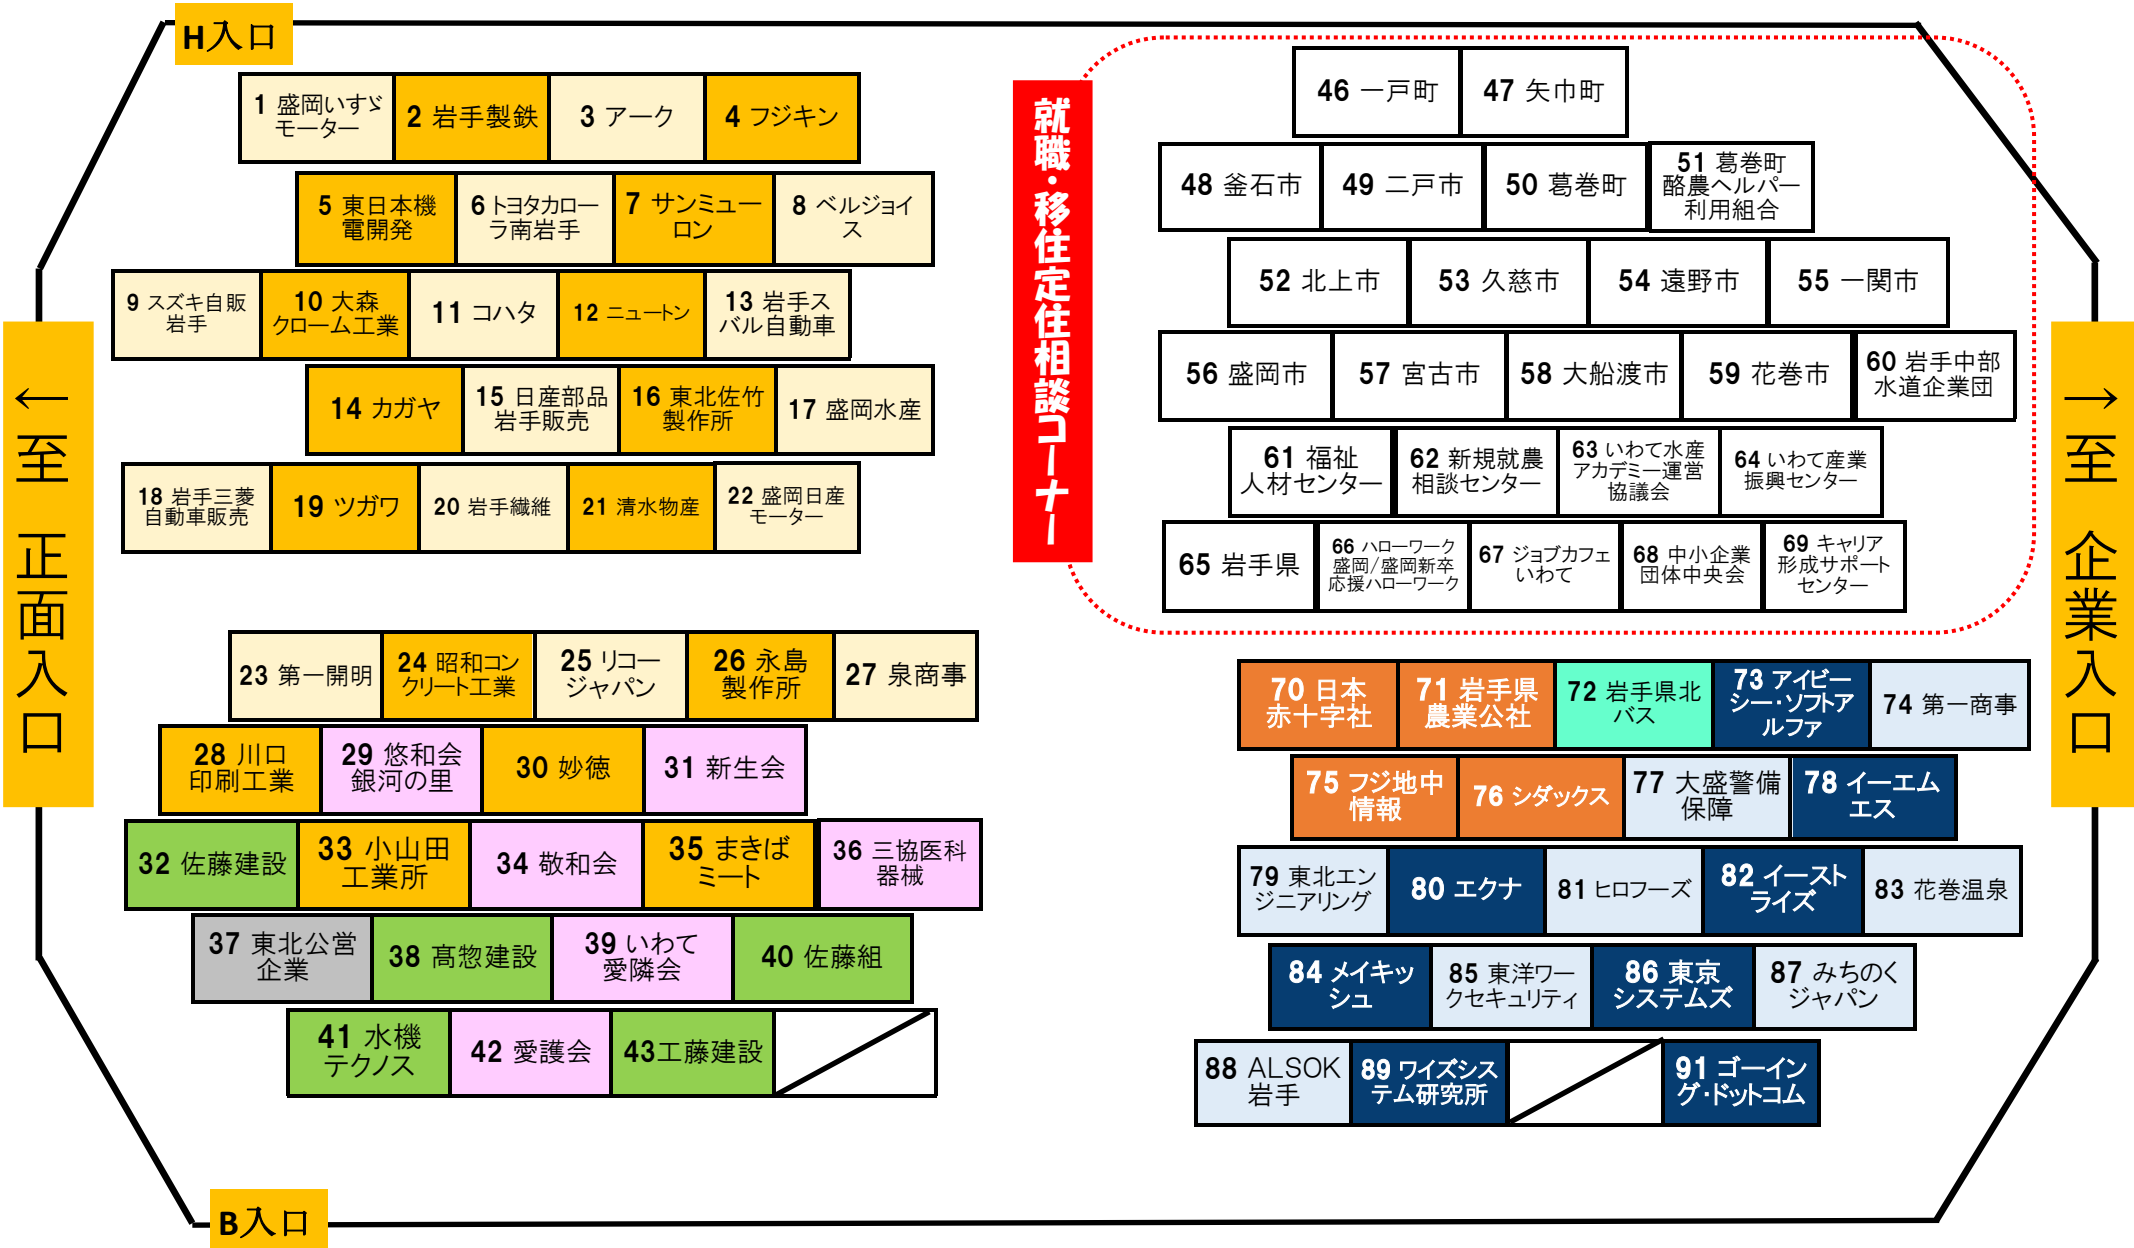 H入口
1 盛岡いすゞ
モーター
2 岩手製鉄
3 アーク
4 フジキン
5 東日本機
電開発
6 トヨタカロー
ラ南岩手
7 サンミュー
ロン
8 ベルジョイ
ス
9 スズキ自販
岩手
10 大森
クローム工業
11 コハタ
12 ニュートン
13 岩手ス
バル自動車
14 カガヤ
15 日産部品
岩手販売
16 東北佐竹
製作所
17 盛岡水産
18 岩手三菱
自動車販売
19 ツガワ
20 岩手繊維
21 清水物産
22 盛岡日産
モーター
←至 正面入口
23 第一開明
24 昭和コン
クリート工業
25 リコー
ジャパン
26 永島
製作所
27 泉商事
28 川口
印刷工業
29 悠和会
銀河の里
30 妙徳
31 新生会
32 佐藤建設
33 小山田
工業所
34 敬和会
35 まきば
ミート
36 三協医科
器械
37 東北公営
企業
38 髙惣建設
39 いわて
愛隣会
40 佐藤組
41 水機
テクノス
42 愛護会
43工藤建設
B入口
就職・移住定住相談コーナー
46 一戸町
47 矢巾町
48 釜石市
49 二戸市
50 葛巻町
51 葛巻町
酪農ヘルパー
利用組合
52 北上市
53 久慈市
54 遠野市
55 一関市
56 盛岡市
57 宮古市
58 大船渡市
59 花巻市
60 岩手中部
水道企業団
61 福祉
人材センター
62 新規就農
相談センター
63 いわて水産
アカデミー運営
協議会
64 いわて産業
振興センター
65 岩手県
66 ハローワーク
盛岡/盛岡新卒
応援ハローワーク
67 ジョブカフェ
いわて
68 中小企業
団体中央会
69 キャリア
形成サポート
センター
→至 企業入口
70 日本
赤十字社
71 岩手県
農業公社
72 岩手県北
バス
73 アイビー
シー・ソフトア
ルファ
74 第一商事
75 フジ地中
情報
76 シダックス
77 大盛警備
保障
78 イーエム
エス
79 東北エン
ジニアリング
80 エクナ
81 ヒロフーズ
82 イースト
ライズ
83 花巻温泉
84 メイキッ
シュ
85 東洋ワー
クセキュリティ
86 東京
システムズ
87 みちのく
ジャパン
88 ALSOK
岩手
89 ワイズシス
テム研究所
91 ゴーイン
グ・ドットコム